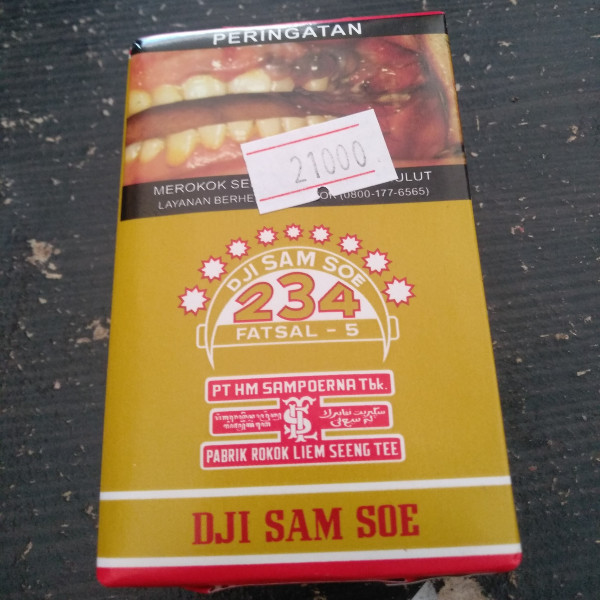 PERINGATAN
21000
MEROKOK SE ULUT
LAYANAN BERHE OK (0800-177-6565)
DJI SAM SOE
234
FATSAL - 5
PT HM SAMPOERNA Tbk.
PABRIK ROKOK LIEM SEENG TEE
DJI SAM SOE